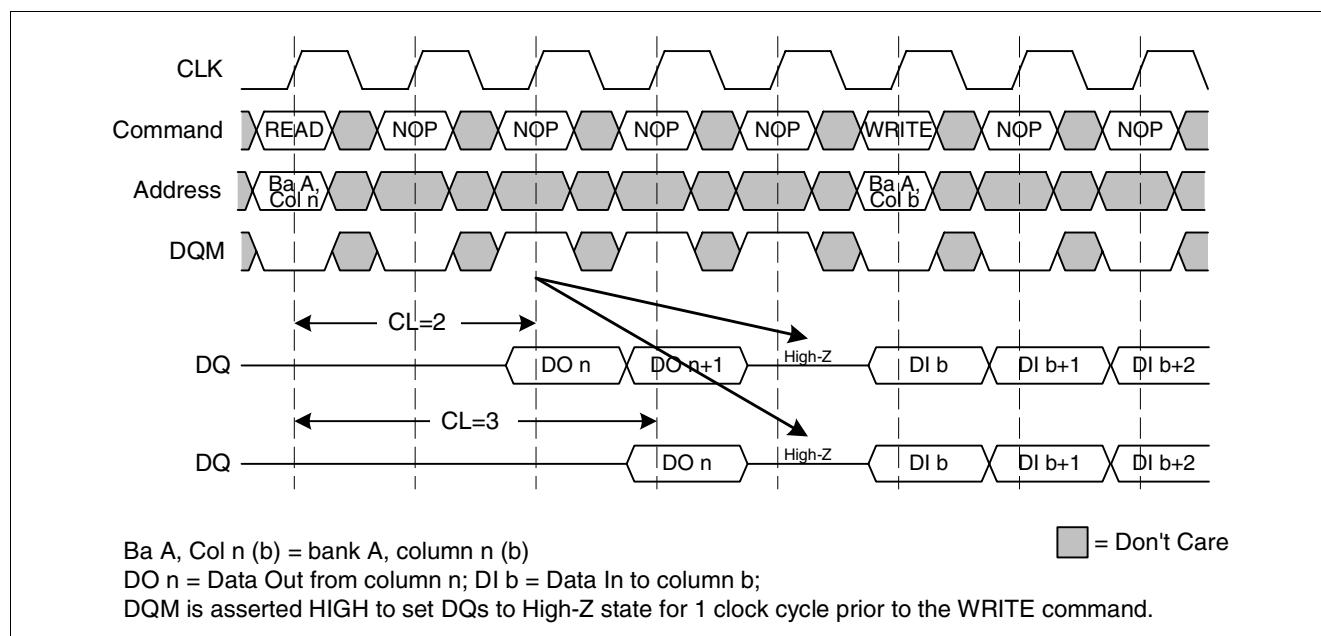 CLK
Command READ NOP NOP NOP NOP WRITE NOP NOP
Address Ba A, Col n Ba A, Col b
DQM
CL=2
DQ DO n DO n+1 High-Z DI b DI b+1 DI b+2
CL=3
DQ DO n High-Z DI b DI b+1 DI b+2
Ba A, Col n (b) = bank A, column n (b)
= Don't Care
DO n = Data Out from column n; DI b = Data In to column b;
DQM is asserted HIGH to set DQs to High-Z state for 1 clock cycle prior to the WRITE command.